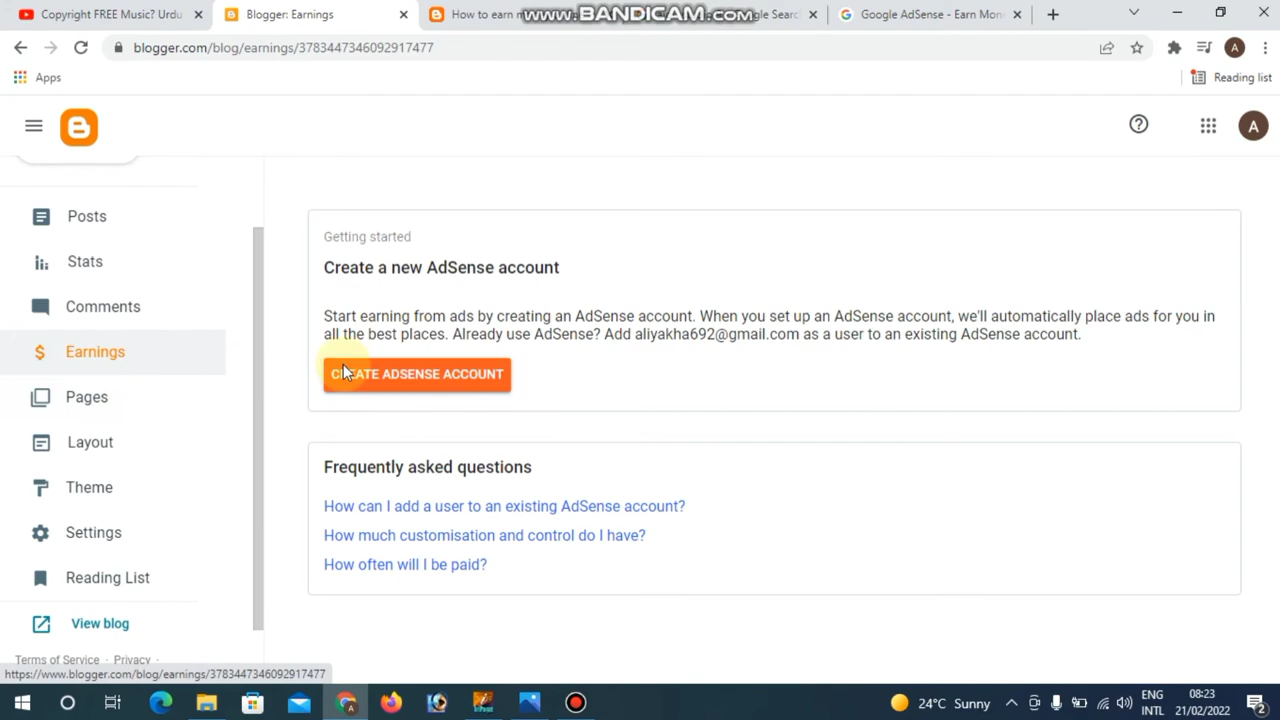 Copyright FREE Music? Urdu
Blogger: Earnings
How to earn m
gle Searc
Google AdSense - Earn Mon
www.BANDICAM.com
blogger.com/blog/earnings/3783447346092917477
A
Apps
Reading list
A
Posts
Stats
Comments
Earnings
Pages
Layout
Theme
Settings
Reading List
View blog
Terms of Service · Privacy ·
Getting started
Create a new AdSense account
Start earning from ads by creating an AdSense account. When you set up an AdSense account, we'll automatically place ads for you in
all the best places. Already use AdSense? Add aliyakha692@gmail.com as a user to an existing AdSense account.
CREATE ADSENSE ACCOUNT
Frequently asked questions
How can I add a user to an existing AdSense account?
How much customisation and control do I have?
How often will I be paid?
https://www.blogger.com/blog/earnings/3783447346092917477
24°C Sunny
ENG
INTL
08:23
21/02/2022
2